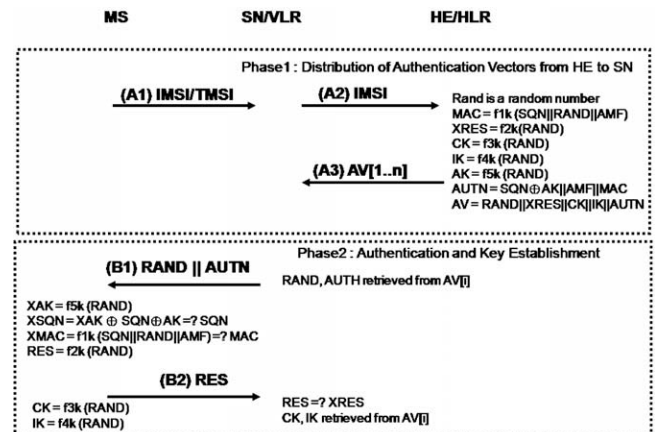 MS SN/VLR HE/HLR
Phase1 : Distribution of Authentication Vectors from HE to SN
(A1) IMSI/TMSI
(A2) IMSI
Rand is a random number
MAC = f1k (SQN||RAND||AMF)
XRES = f2k(RAND)
CK = f3k (RAND)
IK = f4k (RAND)
AK = f5k (RAND)
AUTN = SQN⊕AK||AMF||MAC
AV = RAND||XRES||CK||IK||AUTN
(A3) AV[1..n]
Phase2 : Authentication and Key Establishment
(B1) RAND || AUTN
RAND, AUTH retrieved from AV[i]
XAK = f5k (RAND)
XSQN = XAK ⊕ SQN⊕AK =? SQN
XMAC = f1k (SQN||RAND||AMF) =? MAC
RES = f2k (RAND)
(B2) RES
RES =? XRES
CK, IK retrieved from AV[i]
CK = f3k (RAND)
IK = f4k (RAND)